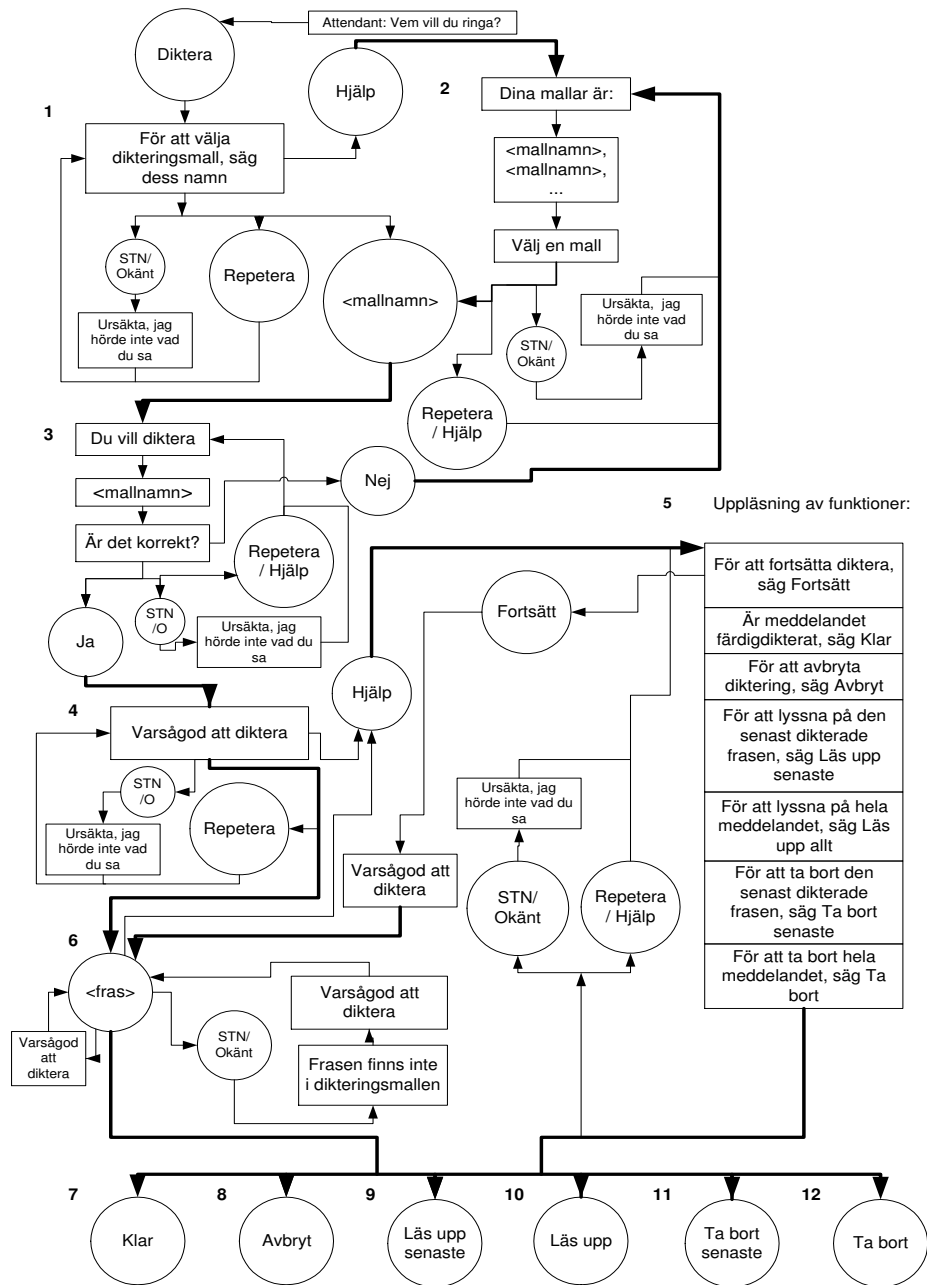 Attendant: Vem vill du ringa?
Diktera
Hjälp
1
För att välja
dikteringsmall, säg
dess namn
STN/
Okänt
Repetera
<mallnamn>
Ursäkta, jag
hörde inte vad
du sa
2
Dina mallar är:
<mallnamn>,
<mallnamn>,
...
Välj en mall
STN/
Okänt
Ursäkta, jag
hörde inte vad
du sa
Repetera
/ Hjälp
3
Du vill diktera
<mallnamn>
Är det korrekt?
Nej
Repetera
/ Hjälp
STN
/O
Ursäkta, jag
hörde inte vad du
sa
Ja
Hjälp
4
Varsågod att diktera
STN
/O
Ursäkta, jag
hörde inte vad
du sa
Repetera
5
Uppläsning av funktioner:
För att fortsätta diktera,
säg Fortsätt
Är meddelandet
färdigdikterat, säg Klar
För att avbryta
diktering, säg Avbryt
För att lyssna på den
senast dikterade
frasen, säg Läs upp
senaste
För att lyssna på hela
meddelandet, säg Läs
upp allt
För att ta bort den
senast dikterade
frasen, säg Ta bort
senaste
För att ta bort hela
meddelandet, säg Ta
bort
Fortsätt
Varsågod att
diktera
Ursäkta, jag
hörde inte vad du
sa
STN/
Okänt
Repetera
/ Hjälp
6
<fras>
Varsågod
att
diktera
STN/
Okänt
Varsågod att
diktera
Frasen finns inte
i dikteringsmallen
7
Klar
8
Avbryt
9
Läs upp
senaste
10
Läs upp
11
Ta bort
senaste
12
Ta bort